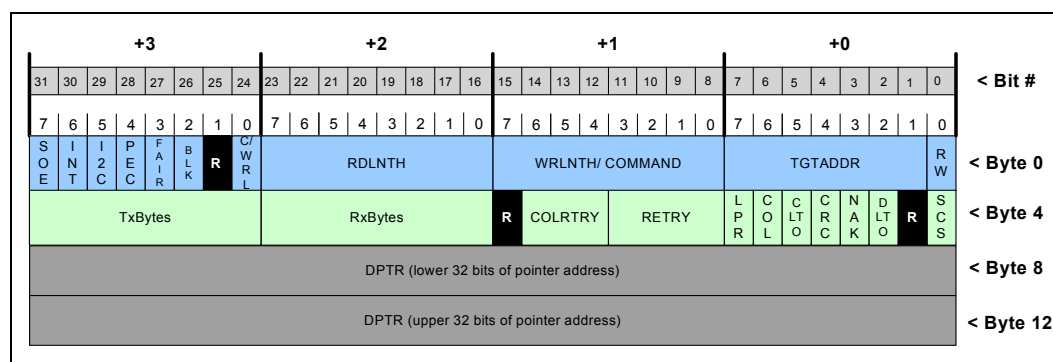 +3 +2 +1 +0
31 30 29 28 27 26 25 24 23 22 21 20 19 18 17 16 15 14 13 12 11 10 9 8 7 6 5 4 3 2 1 0 < Bit #
7 6 5 4 3 2 1 0 7 6 5 4 3 2 1 0 7 6 5 4 3 2 1 0 7 6 5 4 3 2 1 0
SOE INT I2C PEC FAIR BLK R C/WRL RDLNTH WRLNTH/ COMMAND TGTADDR RW < Byte 0
TxBytes RxBytes R COLRTRY RETRY LPR COL CLTO CRC NAK DLTO R SCS < Byte 4
DPTR (lower 32 bits of pointer address) < Byte 8
DPTR (upper 32 bits of pointer address) < Byte 12